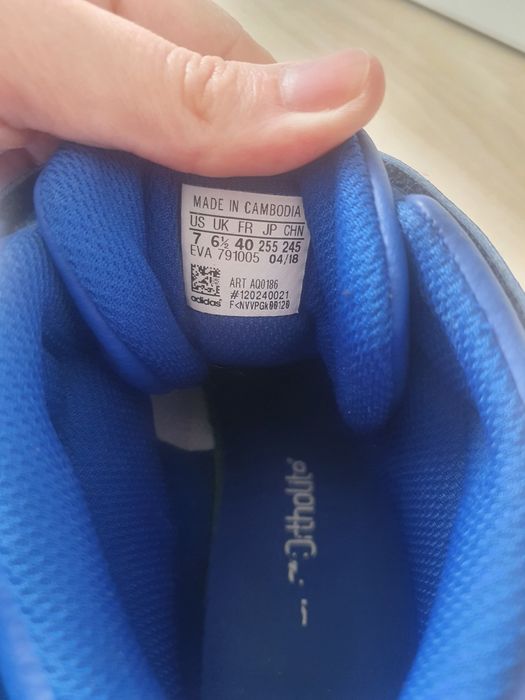 MADE IN CAMBODIA
US UK FR JP CHN
7 6½ 40 255 245
EVA 791005 04/18
ART AQ0186
#120240021
adidas
Ortholite